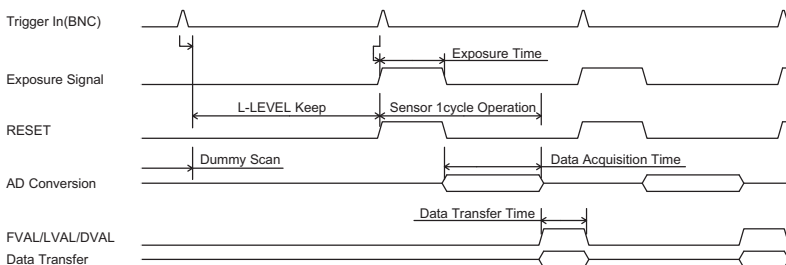 Trigger In(BNC)
Exposure Time
Exposure Signal
L-LEVEL Keep
Sensor 1cycle Operation
RESET
Dummy Scan
Data Acquisition Time
AD Conversion
Data Transfer Time
FVAL/LVAL/DVAL
Data Transfer